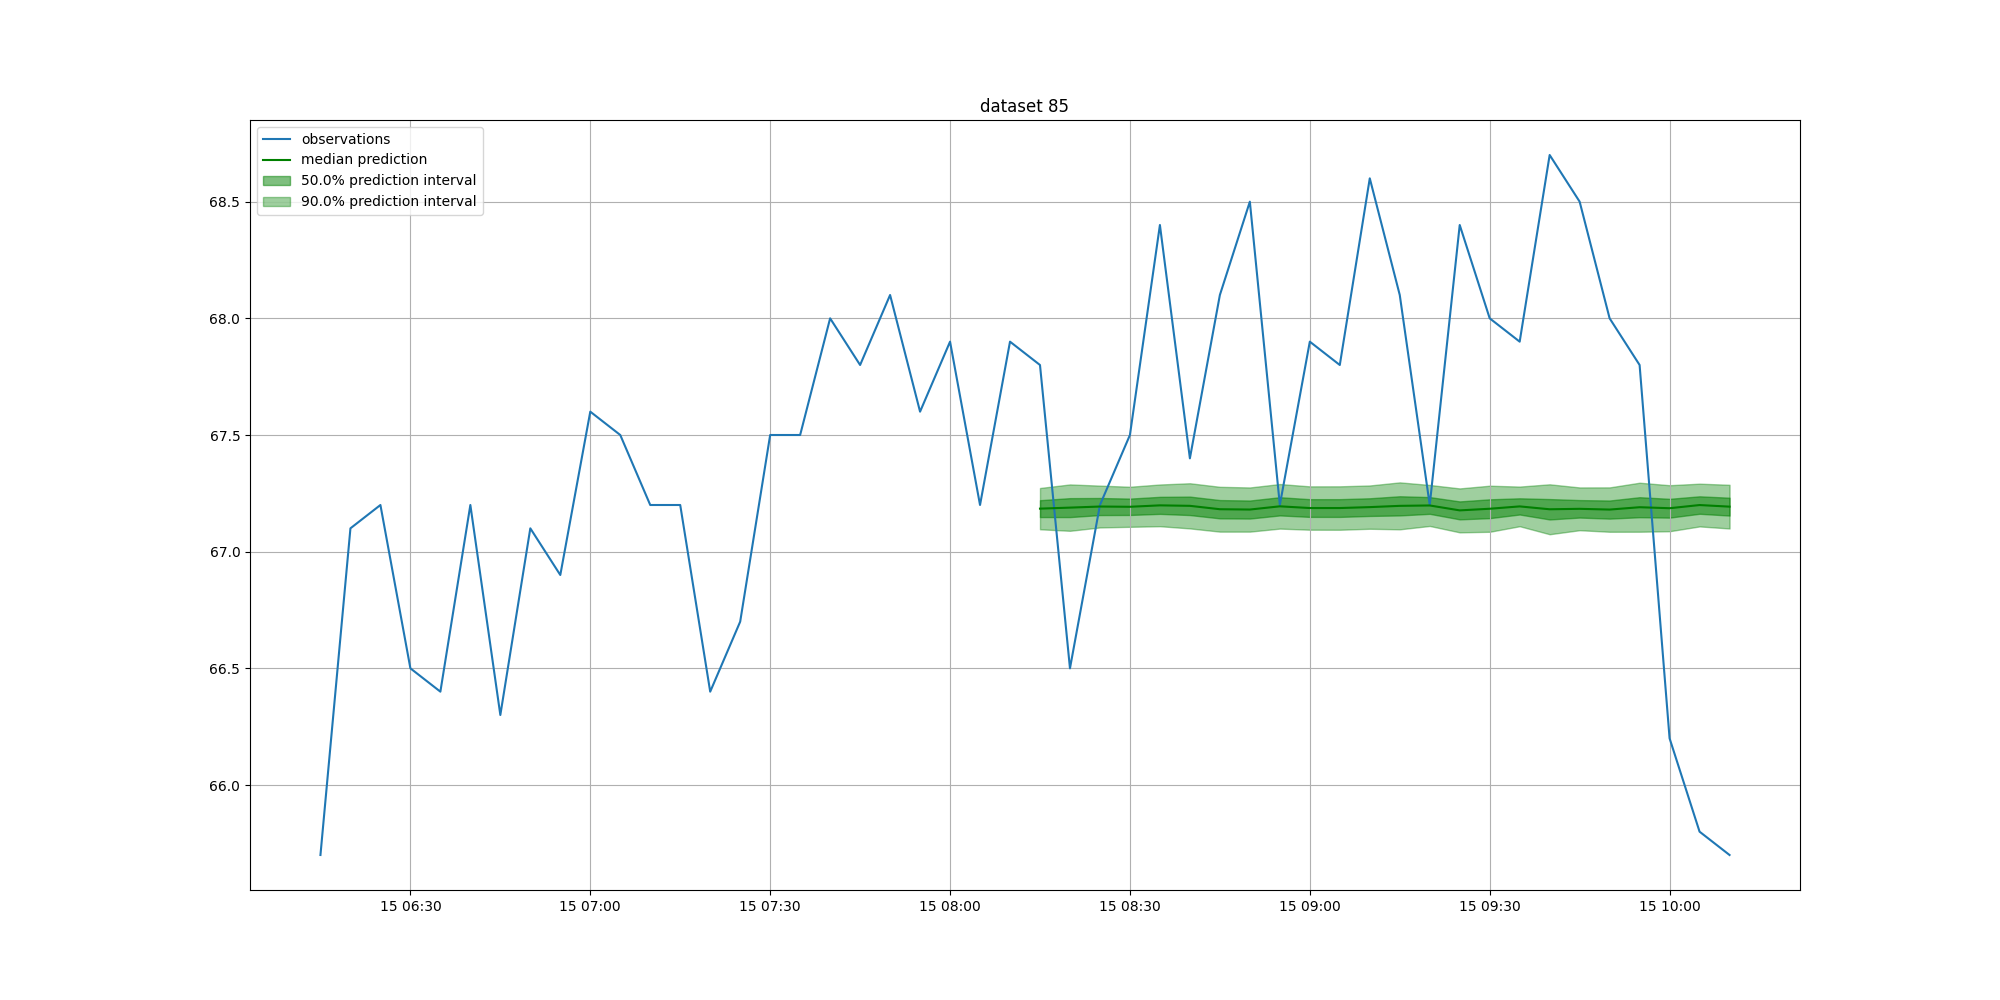 dataset 85
observations
median prediction
50.0% prediction interval
90.0% prediction interval
68.5
68.0
67.5
67.0
66.5
66.0
15 06:30
15 07:00
15 07:30
15 08:00
15 08:30
15 09:00
15 09:30
15 10:00